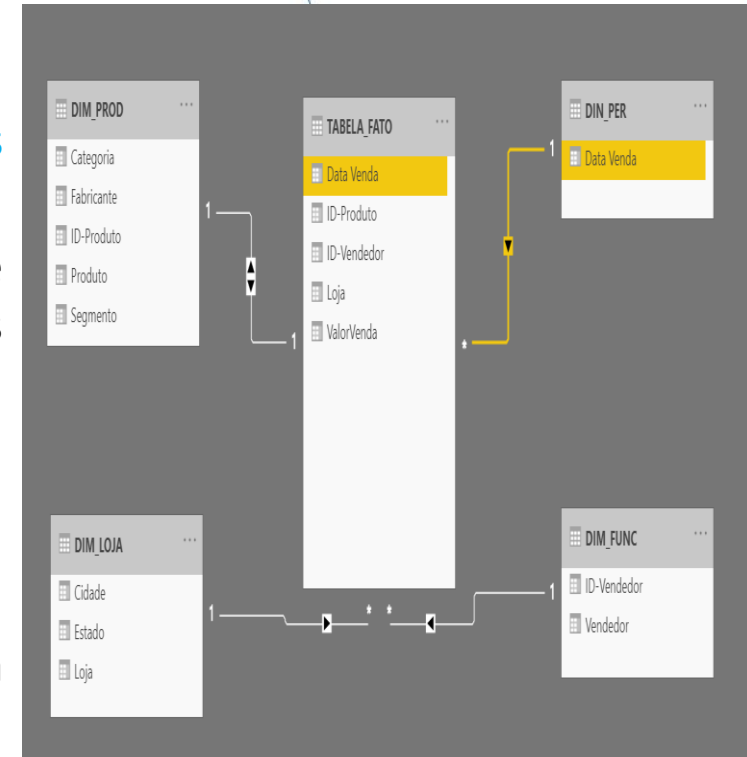 DIM_PROD
Categoria
Fabricante
ID-Produto
Produto
Segmento
1
1
TABELA_FATO
Data Venda
ID-Produto
ID-Vendedor
Loja
ValorVenda
DIN_PER
Data Venda
1
*
DIM_LOJA
Cidade
Estado
Loja
1
*
*
1
DIM_FUNC
ID-Vendedor
Vendedor